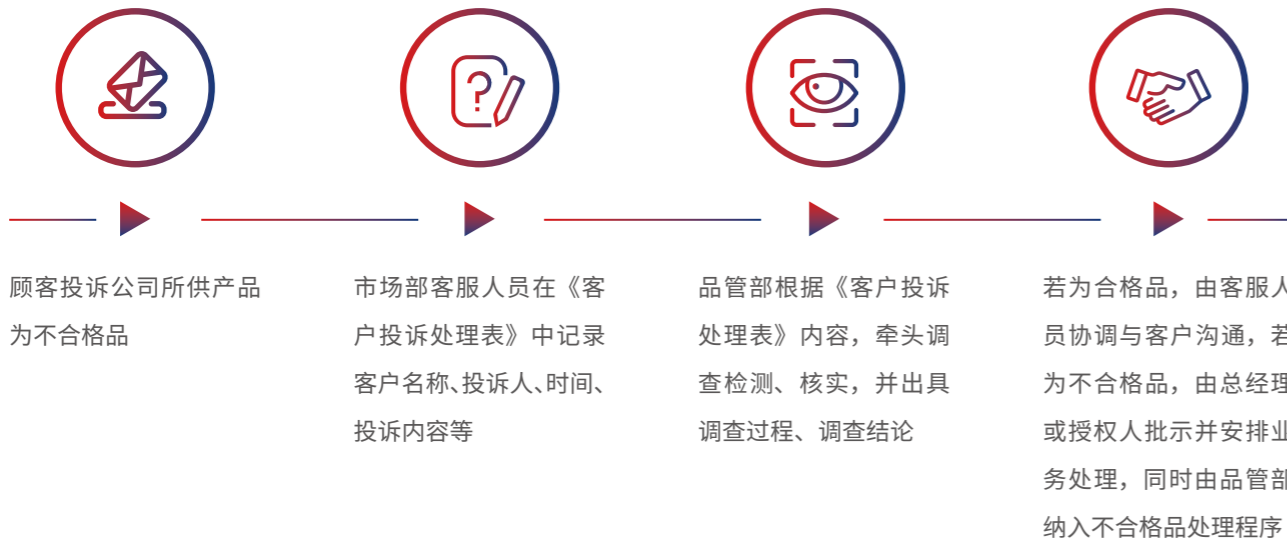 顾客投诉公司所供产品
为不合格品
市场部客服人员在《客
户投诉处理表》中记录
客户名称、投诉人、时间、
投诉内容等
品管部根据《客户投诉
处理表》内容，牵头调
查检测、核实，并出具
调查过程、调查结论
若为合格品，由客服人
员协调与客户沟通，若
为不合格品，由总经理
或授权人批示并安排业
务处理，同时由品管部
纳入不合格品处理程序